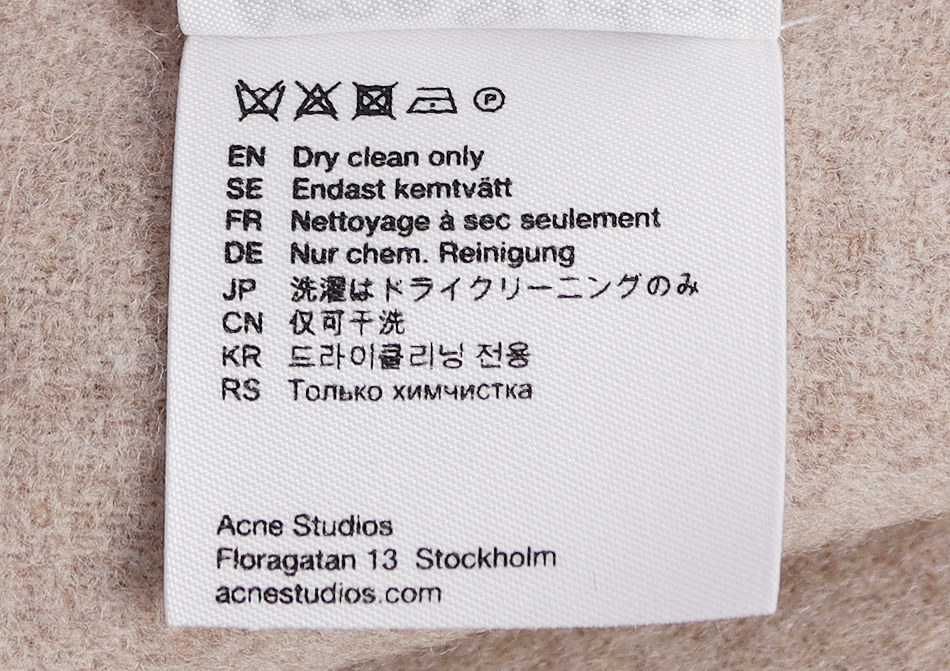 EN Dry clean only
SE Endast kemtvätt
FR Nettoyage à sec seulement
DE Nur chem. Reinigung
JP 洗濯はドライクリーニングのみ
CN 仅可干洗
KR 드라이클리닝 전용
RS Только химчистка
Acne Studios
Floragatan 13 Stockholm
acnestudios.com